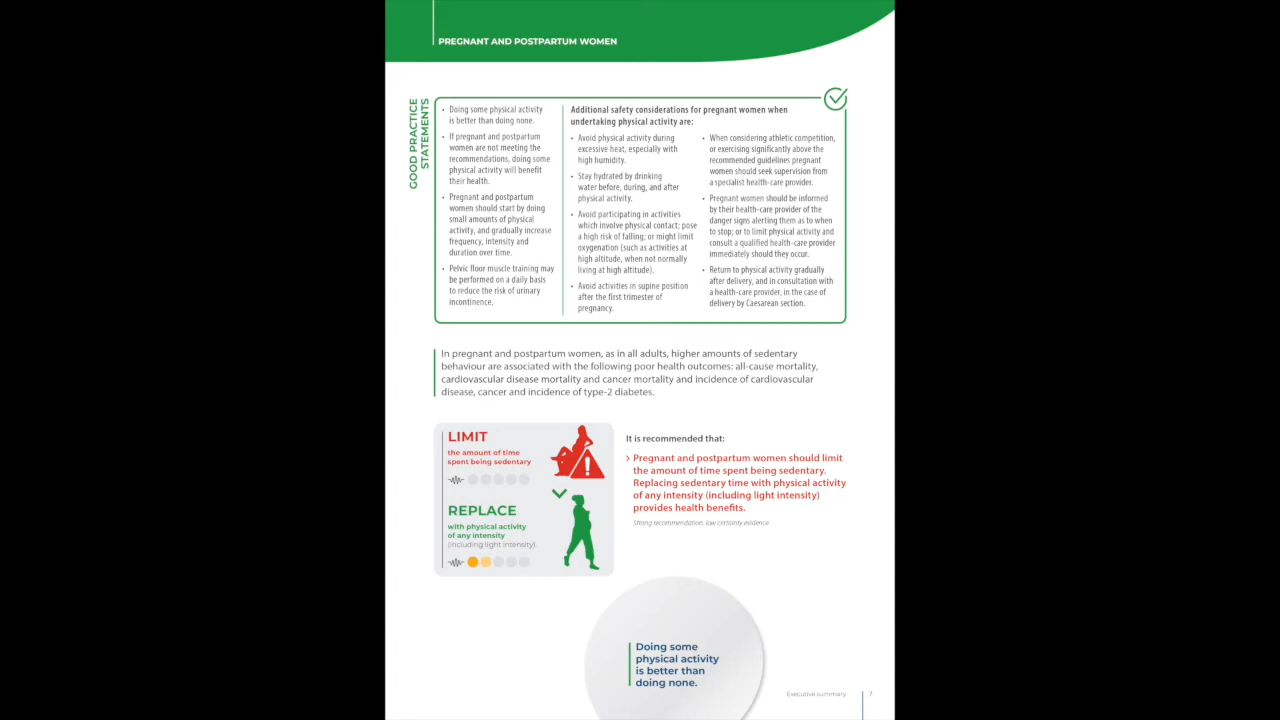 PREGNANT AND POSTPARTUM WOMEN
GOOD PRACTICE
STATEMENTS
• Doing some physical activity
is better than doing none.
• If pregnant and postpartum
women are not meeting the
recommendations, doing some
physical activity will benefit
their health.
• Pregnant and postpartum
women should start by doing
small amounts of physical
activity, and gradually increase
frequency, intensity and
duration over time.
• Pelvic floor muscle training may
be performed on a daily basis
to reduce the risk of urinary
incontinence.
Additional safety considerations for pregnant women when
undertaking physical activity are:
• Avoid physical activity during
excessive heat, especially with
high humidity.
• Stay hydrated by drinking
water before, during, and after
physical activity.
• Avoid participating in activities
which involve physical contact; pose
a high risk of falling; or might limit
oxygenation (such as activities at
high altitude, when not normally
living at high altitude).
• Avoid activities in supine position
after the first trimester of
pregnancy.
• When considering athletic competition,
or exercising significantly above the
recommended guidelines pregnant
women should seek supervision from
a specialist health-care provider.
• Pregnant women should be informed
by their health-care provider of the
danger signs alerting them as to when
to stop; or to limit physical activity and
consult a qualified health-care provider
immediately should they occur.
• Return to physical activity gradually
after delivery, and in consultation with
a health-care provider, in the case of
delivery by Caesarean section.
In pregnant and postpartum women, as in all adults, higher amounts of sedentary
behaviour are associated with the following poor health outcomes: all-cause mortality,
cardiovascular disease mortality and cancer mortality and incidence of cardiovascular
disease, cancer and incidence of type-2 diabetes.
LIMIT
the amount of time
spent being sedentary
REPLACE
with physical activity
of any intensity
(including light intensity).
It is recommended that:
> Pregnant and postpartum women should limit
the amount of time spent being sedentary.
Replacing sedentary time with physical activity
of any intensity (including light intensity)
provides health benefits.
Strong recommendation, low certainty evidence
Doing some
physical activity
is better than
doing none.
Executive summary 7